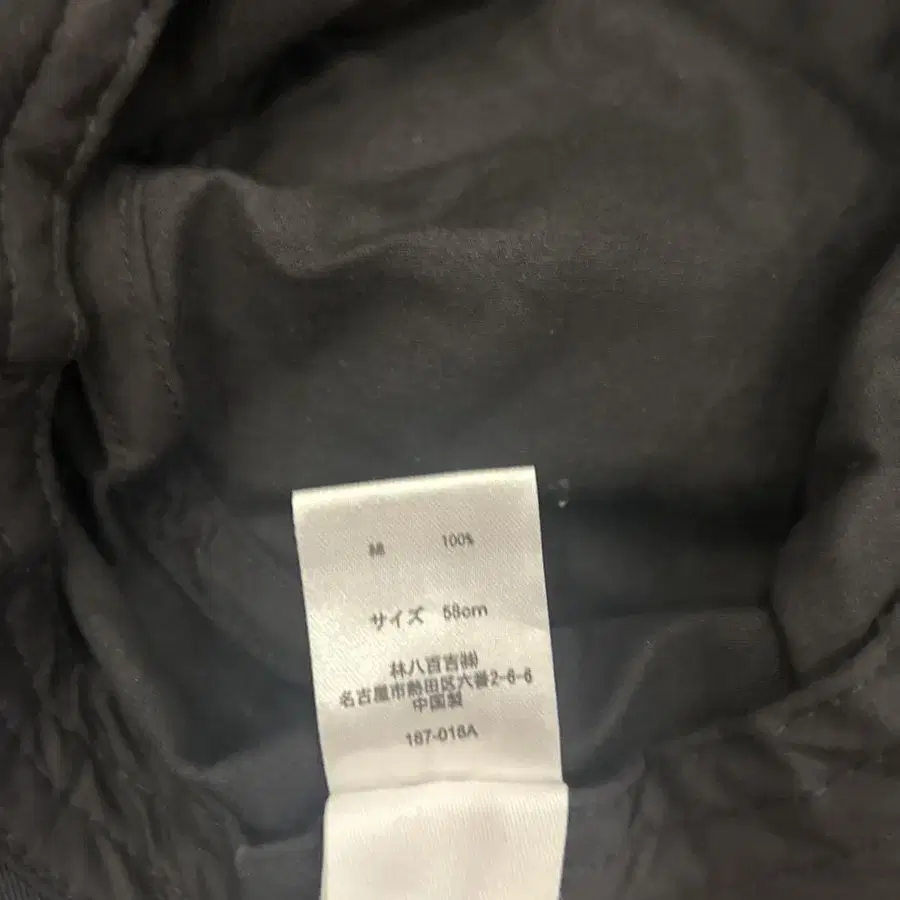 綿 100%
サイズ 58cm
林八百吉㈱
名古屋市熱田区六番2-6-6
中国製
187-018A